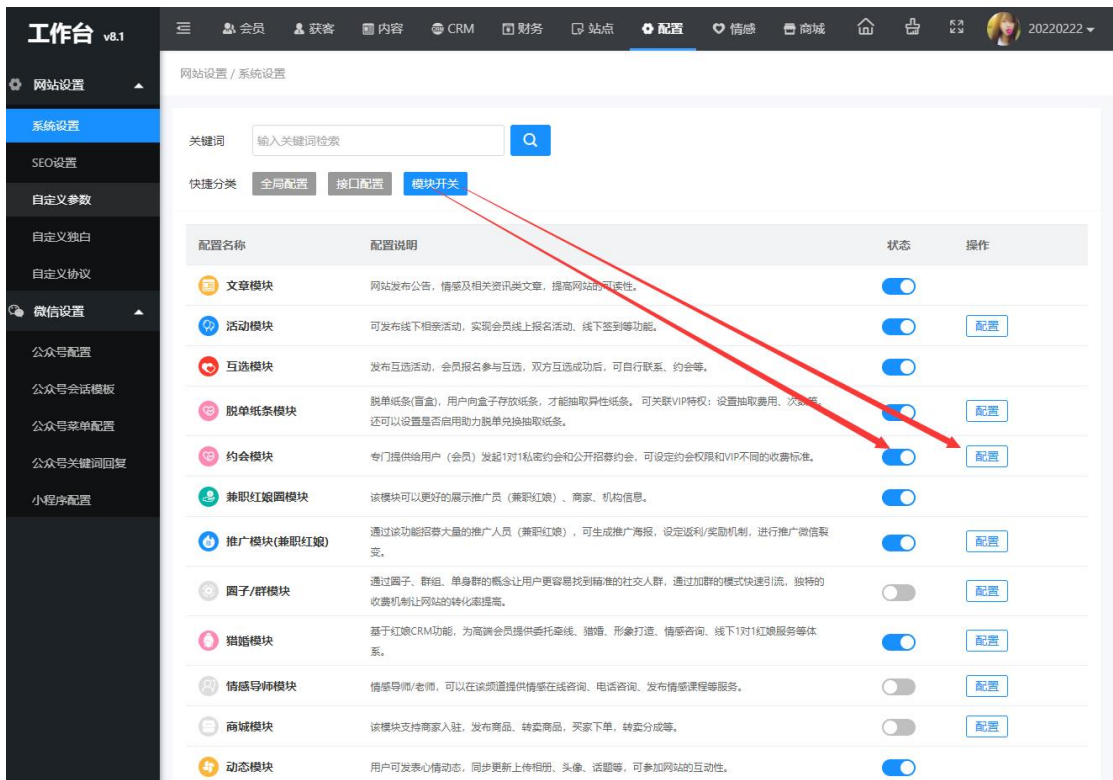 工作台 v8.1
会员 获客 内容 CRM 财务 站点 配置 情感 商城 20220222
网站设置
系统设置
SEO设置
自定义参数
自定义独白
自定义协议
微信设置
公众号配置
公众号会话模板
公众号菜单配置
公众号关键词回复
小程序配置
网站设置 / 系统设置
关键词 输入关键词检索
快捷分类 全局配置 接口配置 模块开关
配置名称 配置说明 状态 操作
文章模块 网站发布公告，情感及相关资讯类文章，提高网站的可读性。
活动模块 可发布线下相亲活动，实现会员线上报名活动、线下签到等功能。 配置
互选模块 发布互选活动，会员报名参与互选，双方互选成功后，可自行联系、约会等。
脱单纸条模块 脱单纸条(盲盒)，用户向盒子存放纸条，才能抽取异性纸条。 可关联VIP特权：设置抽取费用、次数等。 配置
还可以设置是否启用助力脱单兑换抽取纸条。
约会模块 专门提供给用户（会员）发起1对1私密约会和公开招募约会，可设定约会权限和VIP不同的收费标准。 配置
兼职红娘圈模块 该模块可以更好的展示推广员（兼职红娘）、商家、机构信息。
推广模块(兼职红娘) 通过该功能招募大量的推广人员（兼职红娘），可生成推广海报，设定返利/奖励机制，进行推广微信裂 配置
变。
圈子/群模块 通过圈子、群组、单身群的概念让用户更容易找到精准的社交人群，通过加群的模式快速引流，独特的 配置
收费机制让网站的转化率提高。
猎婚模块 基于红娘CRM功能，为高端会员提供委托牵线、猎婚、形象打造、情感咨询、线下1对1红娘服务等体 配置
系。
情感导师模块 情感导师/老师，可以在该频道提供情感在线咨询、电话咨询、发布情感课程等服务。 配置
商城模块 该模块支持商家入驻，发布商品、转卖商品，买家下单，转卖分成等。 配置
动态模块 用户可发表心情动态，同步更新上传相册、头像、话题等，可参加网站的互动性。